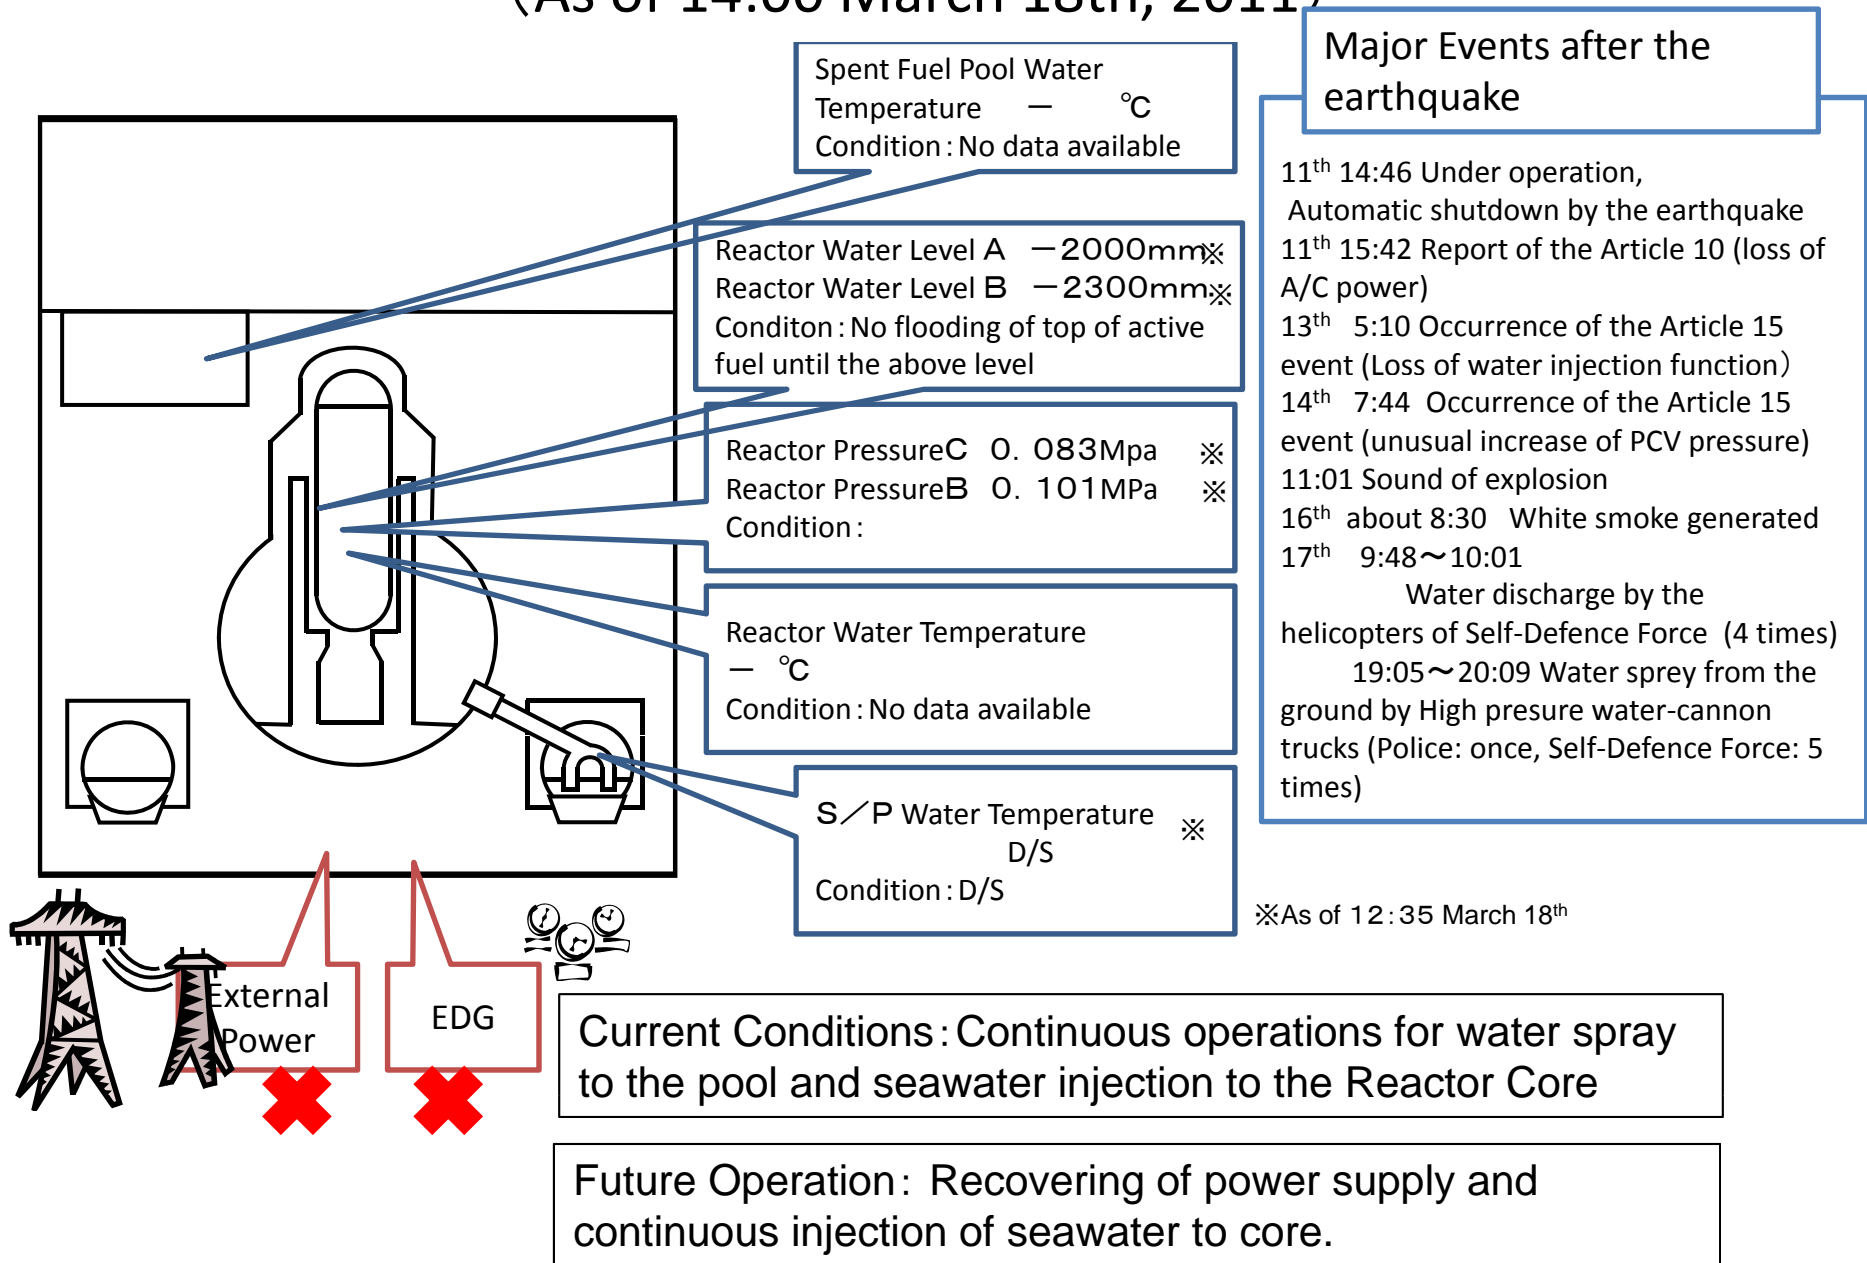 （As of 14:00 March 18th, 2011）
Spent Fuel Pool Water
Temperature － ℃
Condition：No data available
Reactor Water Level A －2000mm※
Reactor Water Level B －2300mm※
Conditon：No flooding of top of active
fuel until the above level
Reactor PressureC 0．083Mpa ※
Reactor PressureB 0．101MPa ※
Condition：
Reactor Water Temperature
－ ℃
Condition：No data available
S／P Water Temperature ※
D/S
Condition：D/S
External
Power
EDG
Major Events after the
earthquake
11th 14:46 Under operation,
Automatic shutdown by the earthquake
11th 15:42 Report of the Article 10 (loss of
A/C power)
13th 5:10 Occurrence of the Article 15
event (Loss of water injection function）
14th 7:44 Occurrence of the Article 15
event (unusual increase of PCV pressure)
11:01 Sound of explosion
16th about 8:30 White smoke generated
17th 9:48～10:01
Water discharge by the
helicopters of Self-Defence Force (4 times)
19:05～20:09 Water sprey from the
ground by High presure water-cannon
trucks (Police: once, Self-Defence Force: 5
times)
※As of 12：35 March 18th
Current Conditions：Continuous operations for water spray
to the pool and seawater injection to the Reactor Core
Future Operation： Recovering of power supply and
continuous injection of seawater to core.